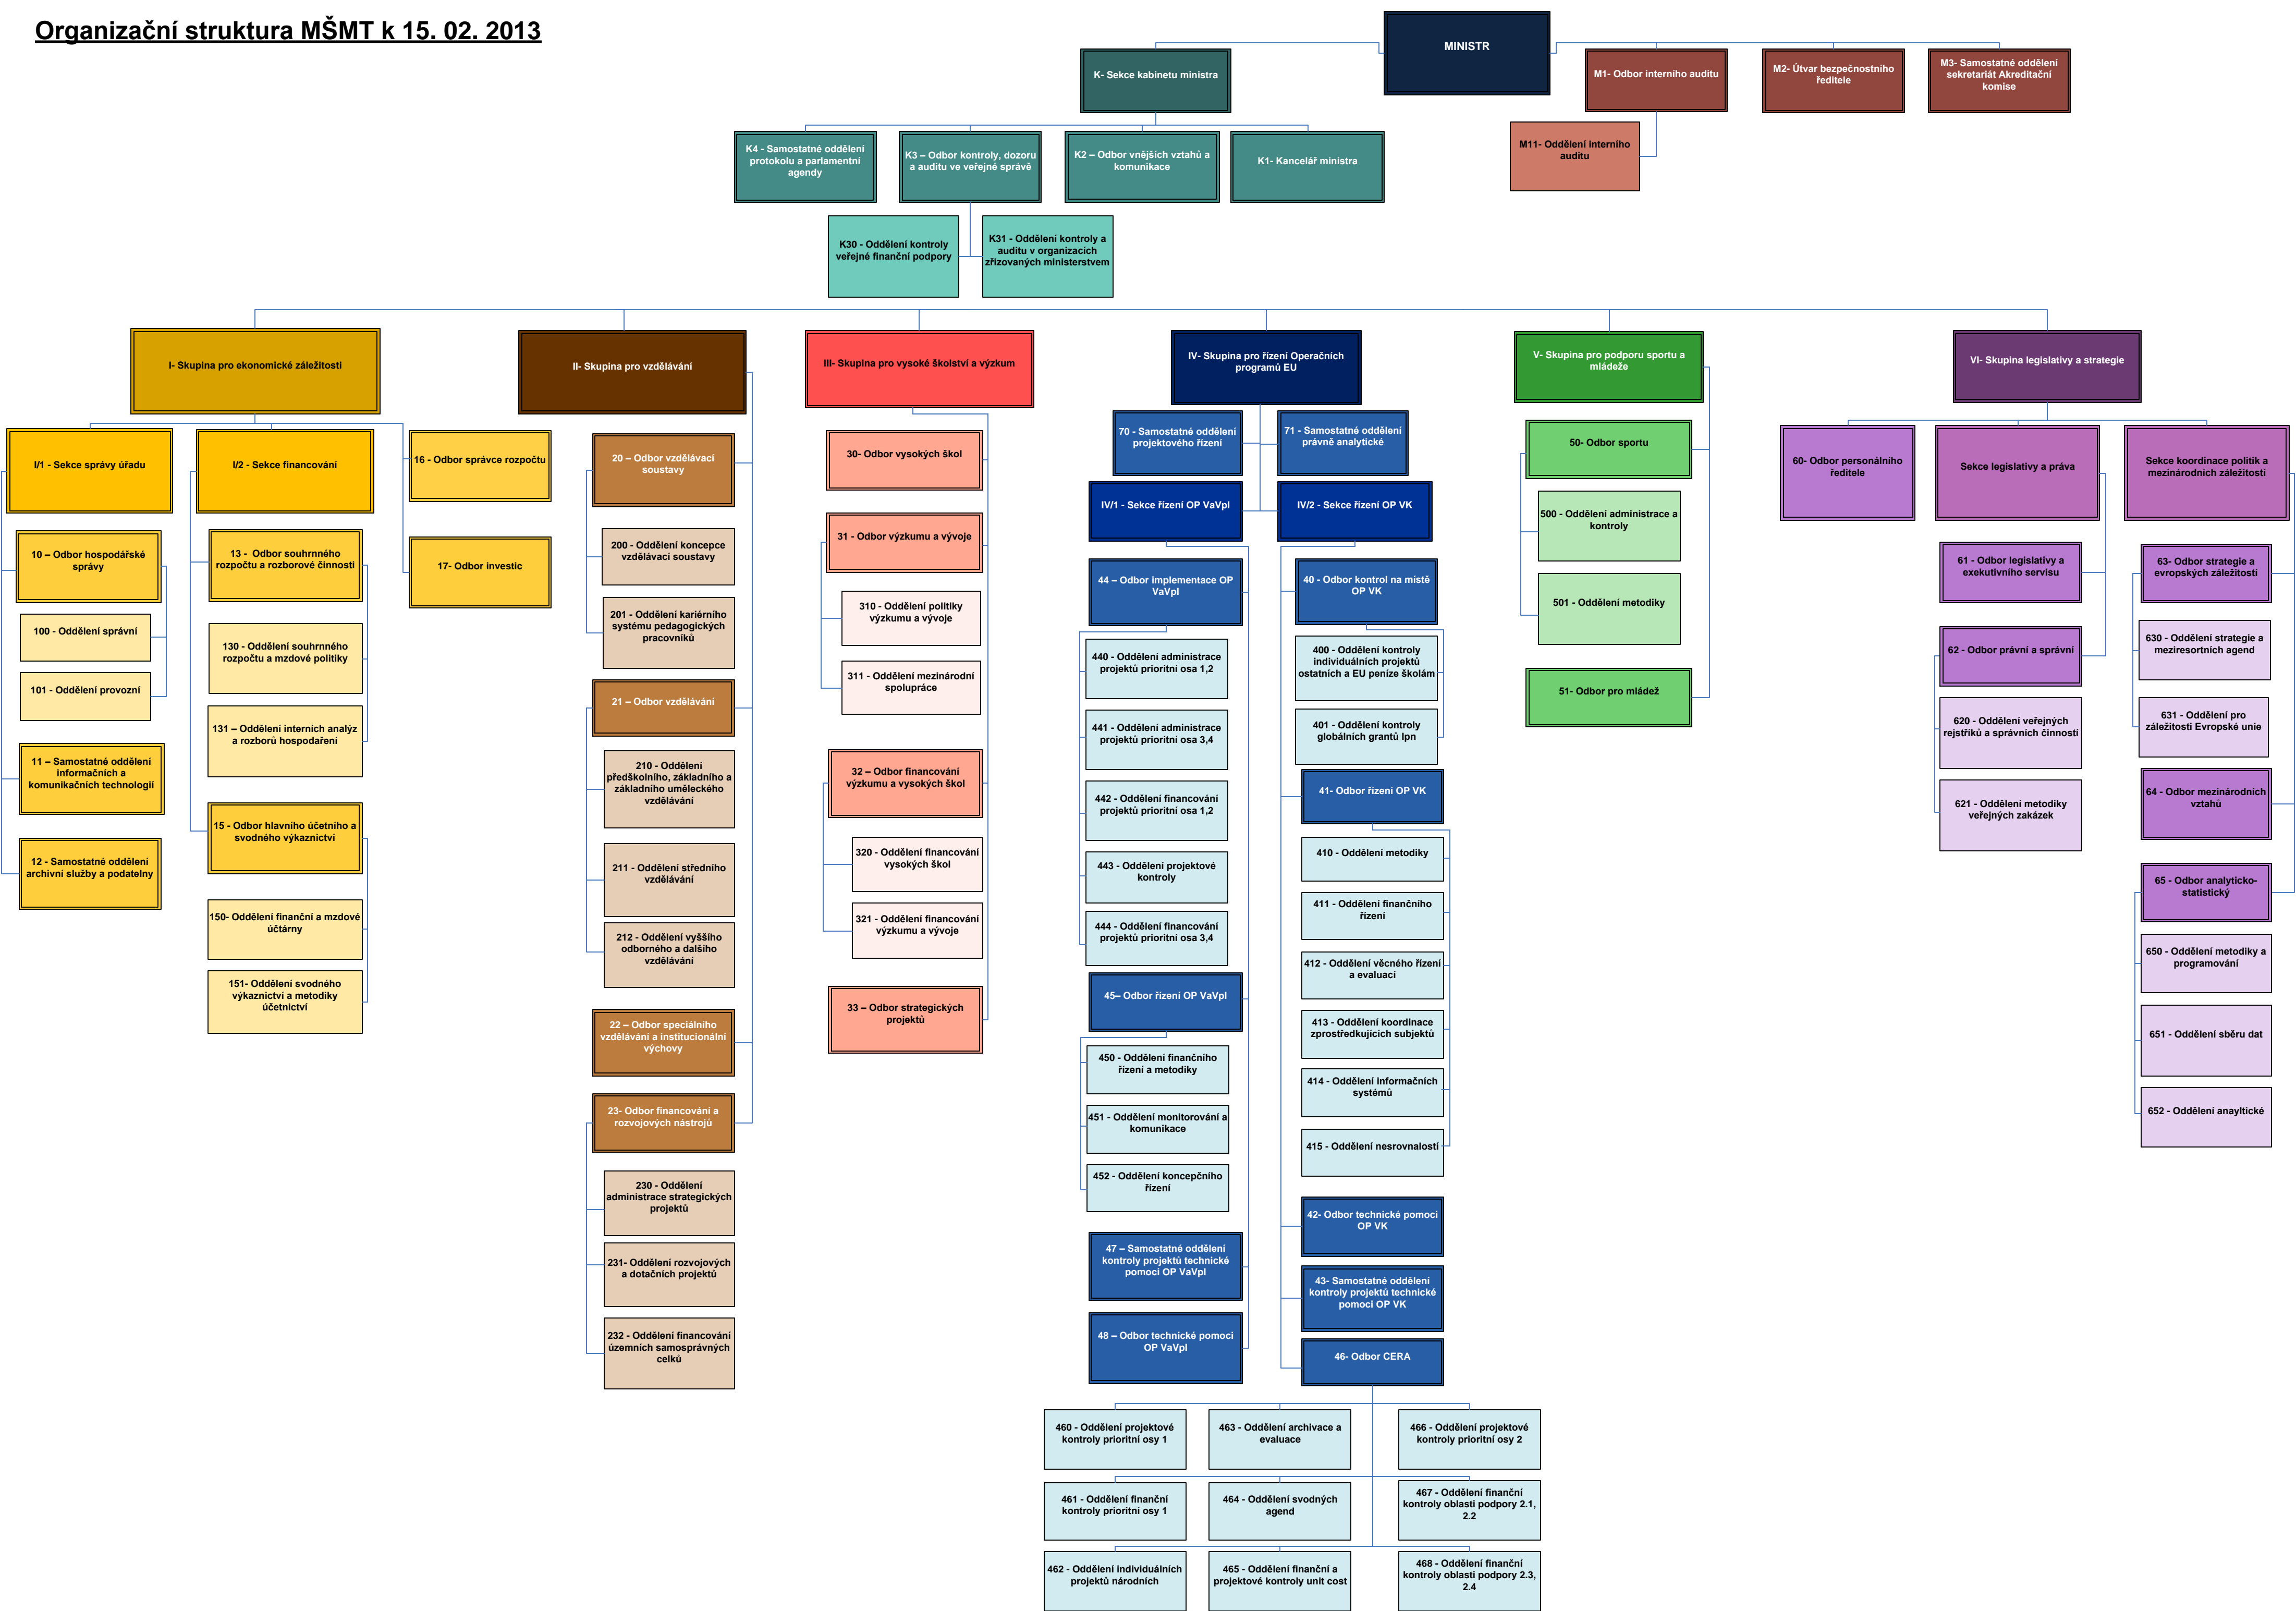 Organizační struktura MŠMT k 15. 02. 2013
MINISTR
K- Sekce kabinetu ministra
M1- Odbor interního auditu
M2- Útvar bezpečnostního
ředitele
M3- Samostatné oddělení
sekretariát Akreditační
komise
M11- Oddělení interního
auditu
K4 - Samostatné oddělení
protokolu a parlamentní
agendy
K3 – Odbor kontroly, dozoru
a auditu ve veřejné správě
K2 – Odbor vnějších vztahů a
komunikace
K1- Kancelář ministra
K30 - Oddělení kontroly
veřejné finanční podpory
K31 - Oddělení kontroly a
auditu v organizacích
zřizovaných ministerstvem
I- Skupina pro ekonomické záležitosti
I/1 - Sekce správy úřadu
I/2 - Sekce financování
16 - Odbor správce rozpočtu
10 – Odbor hospodářské
správy
13 - Odbor souhrnného
rozpočtu a rozborové činnosti
17- Odbor investic
100 - Oddělení správní
101 - Oddělení provozní
130 - Oddělení souhrnného
rozpočtu a mzdové politiky
131 – Oddělení interních analýz
a rozborů hospodaření
11 – Samostatné oddělení
informačních a
komunikačních technologií
12 - Samostatné oddělení
archivní služby a podatelny
15 - Odbor hlavního účetního a
svodného výkaznictví
150- Oddělení finanční a mzdové
účtárny
151- Oddělení svodného
výkaznictví a metodiky
účetnictví
II- Skupina pro vzdělávání
20 – Odbor vzdělávací
soustavy
200 - Oddělení koncepce
vzdělávací soustavy
201 - Oddělení kariérního
systému pedagogických
pracovníků
21 – Odbor vzdělávání
210 - Oddělení
předškolního, základního a
základního uměleckého
vzdělávání
211 - Oddělení středního
vzdělávání
212 - Oddělení vyššího
odborného a dalšího
vzdělávání
22 – Odbor speciálního
vzdělávání a institucionální
výchovy
23- Odbor financování a
rozvojových nástrojů
230 - Oddělení
administrace strategických
projektů
231- Oddělení rozvojových
a dotačních projektů
232 - Oddělení financování
územních samosprávných
celků
III- Skupina pro vysoké školství a výzkum
30- Odbor vysokých škol
31 - Odbor výzkumu a vývoje
310 - Oddělení politiky
výzkumu a vývoje
311 - Oddělení mezinárodní
spolupráce
32 – Odbor financování
výzkumu a vysokých škol
320 - Oddělení financování
vysokých škol
321 - Oddělení financování
výzkumu a vývoje
33 – Odbor strategických
projektů
IV- Skupina pro řízení Operačních
programů EU
70 - Samostatné oddělení
projektového řízení
71 - Samostatné oddělení
právně analytické
IV/1 - Sekce řízení OP VaVpI
IV/2 - Sekce řízení OP VK
44 – Odbor implementace OP
VaVpI
440 - Oddělení administrace
projektů prioritní osa 1,2
441 - Oddělení administrace
projektů prioritní osa 3,4
442 - Oddělení financování
projektů prioritní osa 1,2
443 - Oddělení projektové
kontroly
444 - Oddělení financování
projektů prioritní osa 3,4
45– Odbor řízení OP VaVpI
450 - Oddělení finančního
řízení a metodiky
451 - Oddělení monitorování a
komunikace
452 - Oddělení koncepčního
řízení
47 – Samostatné oddělení
kontroly projektů technické
pomoci OP VaVpI
48 – Odbor technické pomoci
OP VaVpI
40 - Odbor kontrol na místě
OP VK
400 - Oddělení kontroly
individuálních projektů
ostatních a EU peníze školám
401 - Oddělení kontroly
globálních grantů Ipn
41- Odbor řízení OP VK
410 - Oddělení metodiky
411 - Oddělení finančního
řízení
412 - Oddělení věcného řízení
a evaluací
413 - Oddělení koordinace
zprostředkujících subjektů
414 - Oddělení informačních
systémů
415 - Oddělení nesrovnalostí
42- Odbor technické pomoci
OP VK
43- Samostatné oddělení
kontroly projektů technické
pomoci OP VK
46- Odbor CERA
460 - Oddělení projektové
kontroly prioritní osy 1
463 - Oddělení archivace a
evaluace
466 - Oddělení projektové
kontroly prioritní osy 2
461 - Oddělení finanční
kontroly prioritní osy 1
464 - Oddělení svodných
agend
467 - Oddělení finanční
kontroly oblasti podpory 2.1,
2.2
462 - Oddělení individuálních
projektů národních
465 - Oddělení finanční a
projektové kontroly unit cost
468 - Oddělení finanční
kontroly oblasti podpory 2.3,
2.4
V- Skupina pro podporu sportu a
mládeže
50- Odbor sportu
500 - Oddělení administrace a
kontroly
501 - Oddělení metodiky
51- Odbor pro mládež
VI- Skupina legislativy a strategie
60- Odbor personálního
ředitele
Sekce legislativy a práva
Sekce koordinace politik a
mezinárodních záležitostí
61 - Odbor legislativy a
exekutivního servisu
62 - Odbor právní a správní
620 - Oddělení veřejných
rejstříků a správních činností
621 - Oddělení metodiky
veřejných zakázek
63- Odbor strategie a
evropských záležitostí
630 - Oddělení strategie a
meziresortních agend
631 - Oddělení pro
záležitosti Evropské unie
64 - Odbor mezinárodních
vztahů
65 - Odbor analyticko-
statistický
650 - Oddělení metodiky a
programování
651 - Oddělení sběru dat
652 - Oddělení anayltické